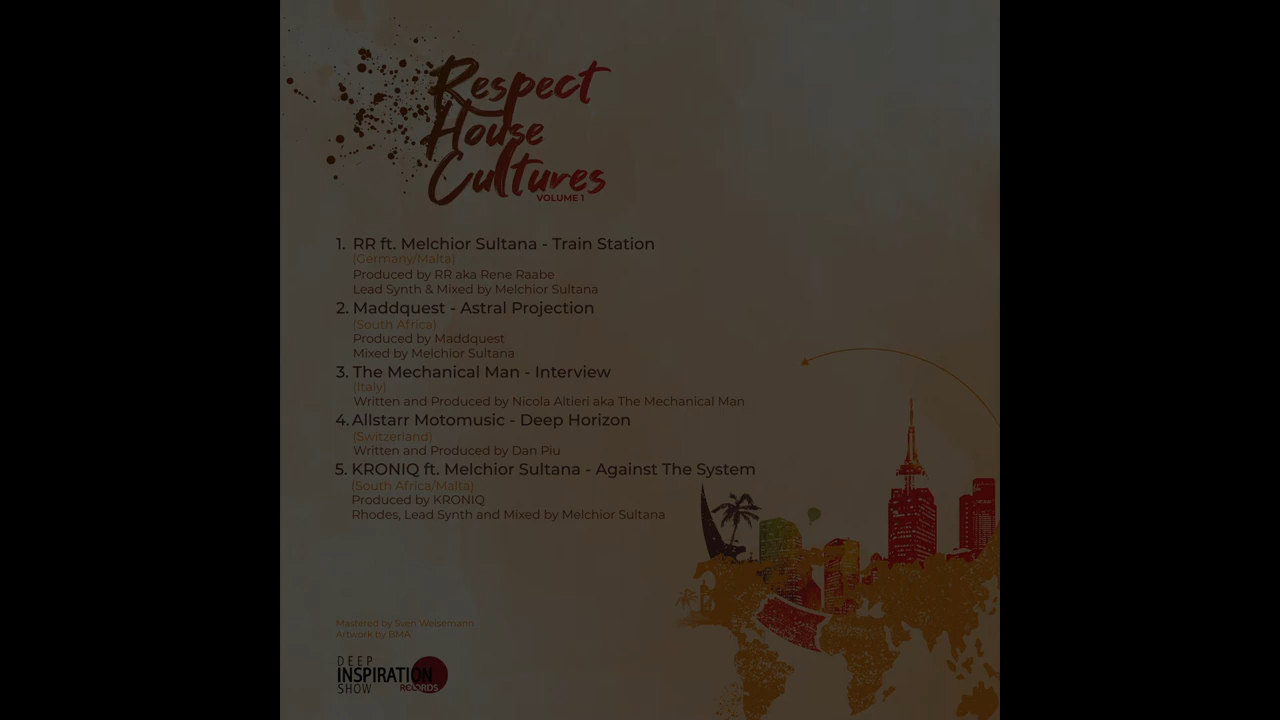 Respect
House
Cultures
VOLUME 1
1. RR ft. Melchior Sultana - Train Station
(Germany/Malta)
Produced by RR aka Rene Raabe
Lead Synth & Mixed by Melchior Sultana
2. Maddquest - Astral Projection
(South Africa)
Produced by Maddquest
Mixed by Melchior Sultana
3. The Mechanical Man - Interview
(Italy)
Written and Produced by Nicola Altieri aka The Mechanical Man
4. Allstarr Motomusic - Deep Horizon
(Switzerland)
Written and Produced by Dan Piu
5. KRONIQ ft. Melchior Sultana - Against The System
(South Africa/Malta)
Produced by KRONIQ
Rhodes, Lead Synth and Mixed by Melchior Sultana
Mastered by Sven Weisemann
Artwork by BMA
DEEP
INSPIRATION
SHOW RECORDS